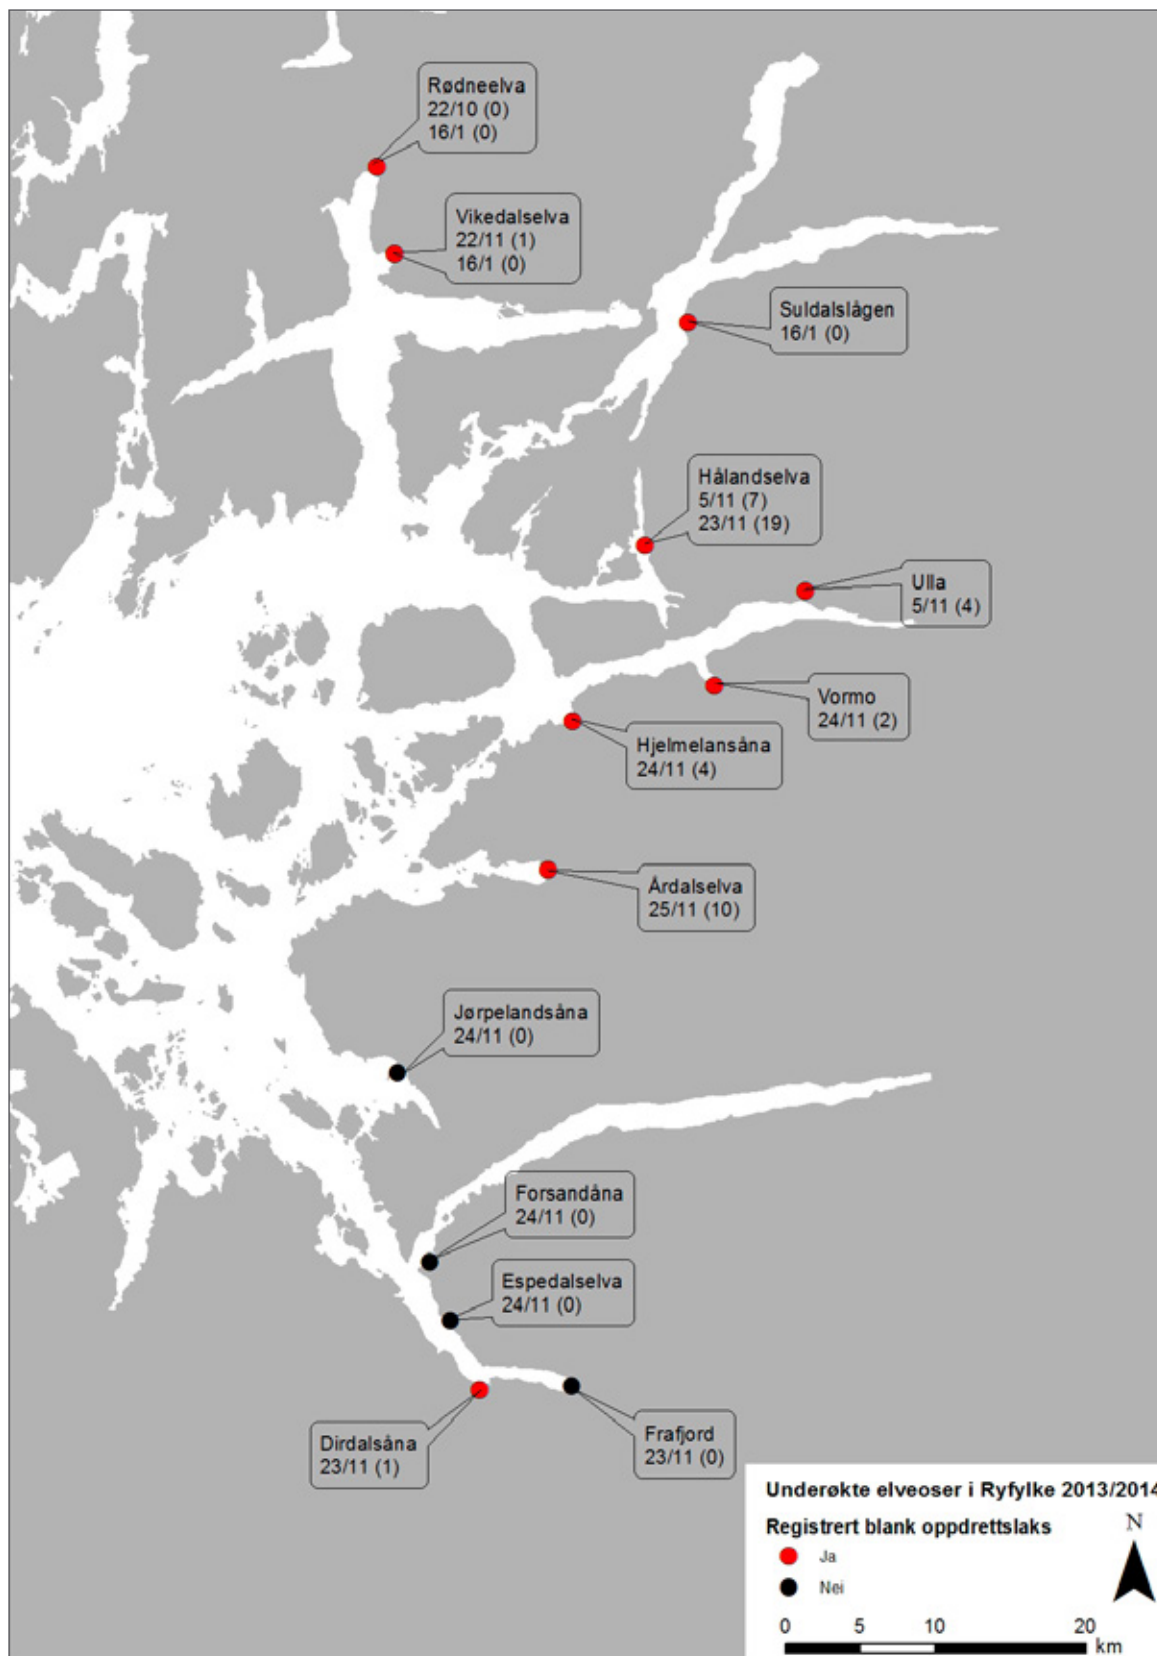 Rødneelva
22/10 (0)
16/1 (0)
Vikedalselva
22/11 (1)
16/1 (0)
Suldalslågen
16/1 (0)
Hålandselva
5/11 (7)
23/11 (19)
Ulla
5/11 (4)
Vormo
24/11 (2)
Hjelmelansåna
24/11 (4)
Årdalselva
25/11 (10)
Jørpelandsåna
24/11 (0)
Forsandåna
24/11 (0)
Espedalselva
24/11 (0)
Dirdalsåna
23/11 (1)
Frafjord
23/11 (0)
Underøkte elveoser i Ryfylke 2013/2014
Registrert blank oppdrettslaks
N
Ja
Nei
0 5 10 20
km